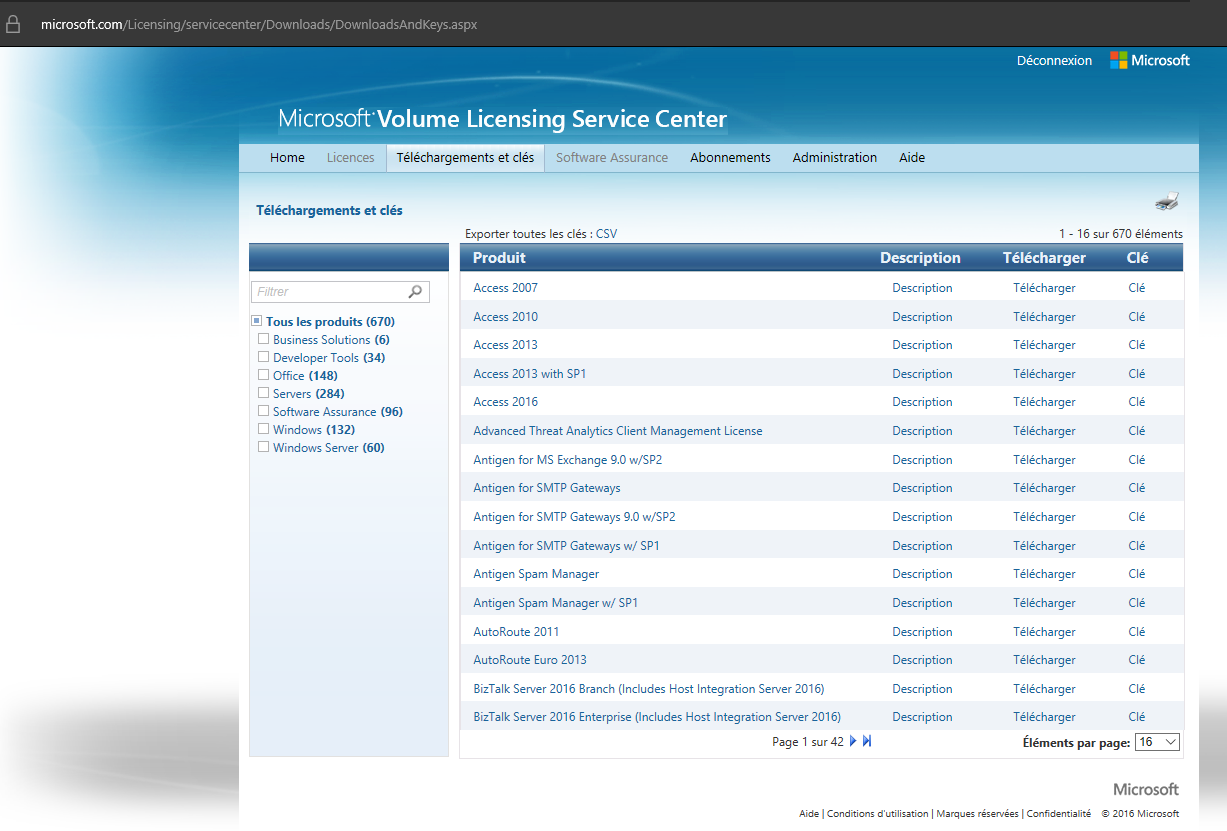 microsoft.com/Licensing/servicecenter/Downloads/DownloadsAndKeys.aspx
Déconnexion Microsoft
Microsoft Volume Licensing Service Center
Home Licences Téléchargements et clés Software Assurance Abonnements Administration Aide
Téléchargements et clés
Exporter toutes les clés : CSV 1 - 16 sur 670 éléments
Filtrer
Tous les produits (670)
Business Solutions (6)
Developer Tools (34)
Office (148)
Servers (284)
Software Assurance (96)
Windows (132)
Windows Server (60)
Produit Description Télécharger Clé
Access 2007 Description Télécharger Clé
Access 2010 Description Télécharger Clé
Access 2013 Description Télécharger Clé
Access 2013 with SP1 Description Télécharger Clé
Access 2016 Description Télécharger Clé
Advanced Threat Analytics Client Management License Description Télécharger Clé
Antigen for MS Exchange 9.0 w/SP2 Description Télécharger Clé
Antigen for SMTP Gateways Description Télécharger Clé
Antigen for SMTP Gateways 9.0 w/SP2 Description Télécharger Clé
Antigen for SMTP Gateways w/ SP1 Description Télécharger Clé
Antigen Spam Manager Description Télécharger Clé
Antigen Spam Manager w/ SP1 Description Télécharger Clé
AutoRoute 2011 Description Télécharger Clé
AutoRoute Euro 2013 Description Télécharger Clé
BizTalk Server 2016 Branch (Includes Host Integration Server 2016) Description Télécharger Clé
BizTalk Server 2016 Enterprise (Includes Host Integration Server 2016) Description Télécharger Clé
Page 1 sur 42 Éléments par page: 16
Microsoft
Aide | Conditions d'utilisation | Marques réservées | Confidentialité © 2016 Microsoft